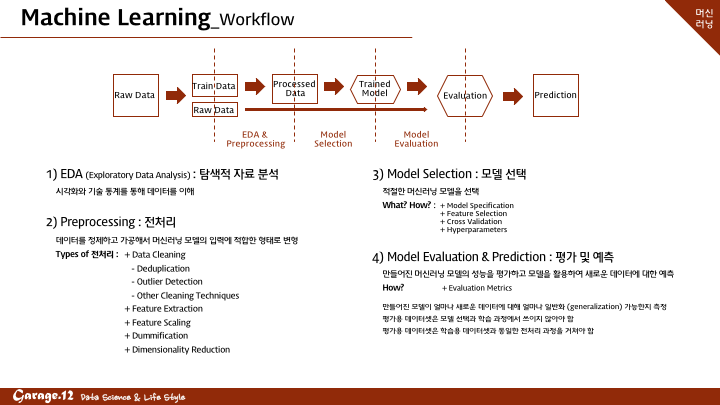 Machine Learning_Workflow
머신
러닝
Raw Data
Train Data
Raw Data
Processed
Data
Trained
Model
Evaluation
Prediction
EDA &
Preprocessing
Model
Selection
Model
Evaluation
1) EDA (Exploratory Data Analysis) : 탐색적 자료 분석
시각화와 기술 통계를 통해 데이터를 이해
2) Preprocessing : 전처리
데이터를 정제하고 가공해서 머신러닝 모델의 입력에 적합한 형태로 변형
Types of 전처리 : + Data Cleaning
- Deduplication
- Outlier Detection
- Other Cleaning Techniques
+ Feature Extraction
+ Feature Scaling
+ Dummification
+ Dimensionality Reduction
3) Model Selection : 모델 선택
적절한 머신러닝 모델을 선택
What? How? : + Model Specification
+ Feature Selection
+ Cross Validation
+ Hyperparameters
4) Model Evaluation & Prediction : 평가 및 예측
만들어진 머신러닝 모델의 성능을 평가하고 모델을 활용하여 새로운 데이터에 대한 예측
How? + Evaluation Metrics
만들어진 모델이 얼마나 새로운 데이터에 대해 얼마나 일반화 (generalization) 가능한지 측정
평가용 데이터셋은 모델 선택과 학습 과정에서 쓰이지 않아야 함
평가용 데이터셋은 학습용 데이터셋과 동일한 전처리 과정을 거쳐야 함
Garage.12 Data Science & Life Style